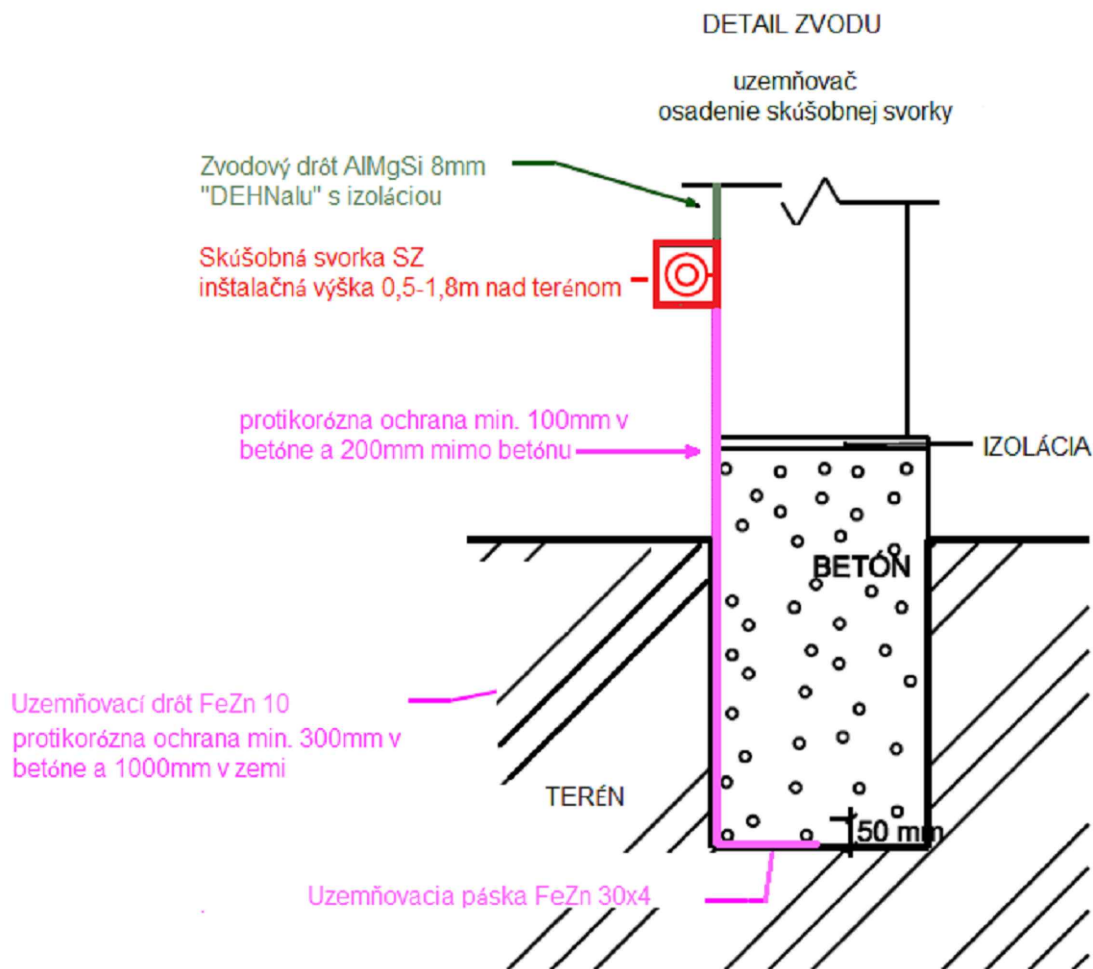 DETAIL ZVODU
uzemňovač
osadenie skúšobnej svorky
Zvodový drôt AlMgSi 8mm
"DEHNalu" s izoláciou
Skúšobná svorka SZ
inštalačná výška 0,5-1,8m nad terénom
protikorózna ochrana min. 100mm v
betóne a 200mm mimo betónu
IZOLÁCIA
BETÓN
Uzemňovací drôt FeZn 10
protikorózna ochrana min. 300mm v
betóne a 1000mm v zemi
TERÉN
50 mm
Uzemňovacia páska FeZn 30x4